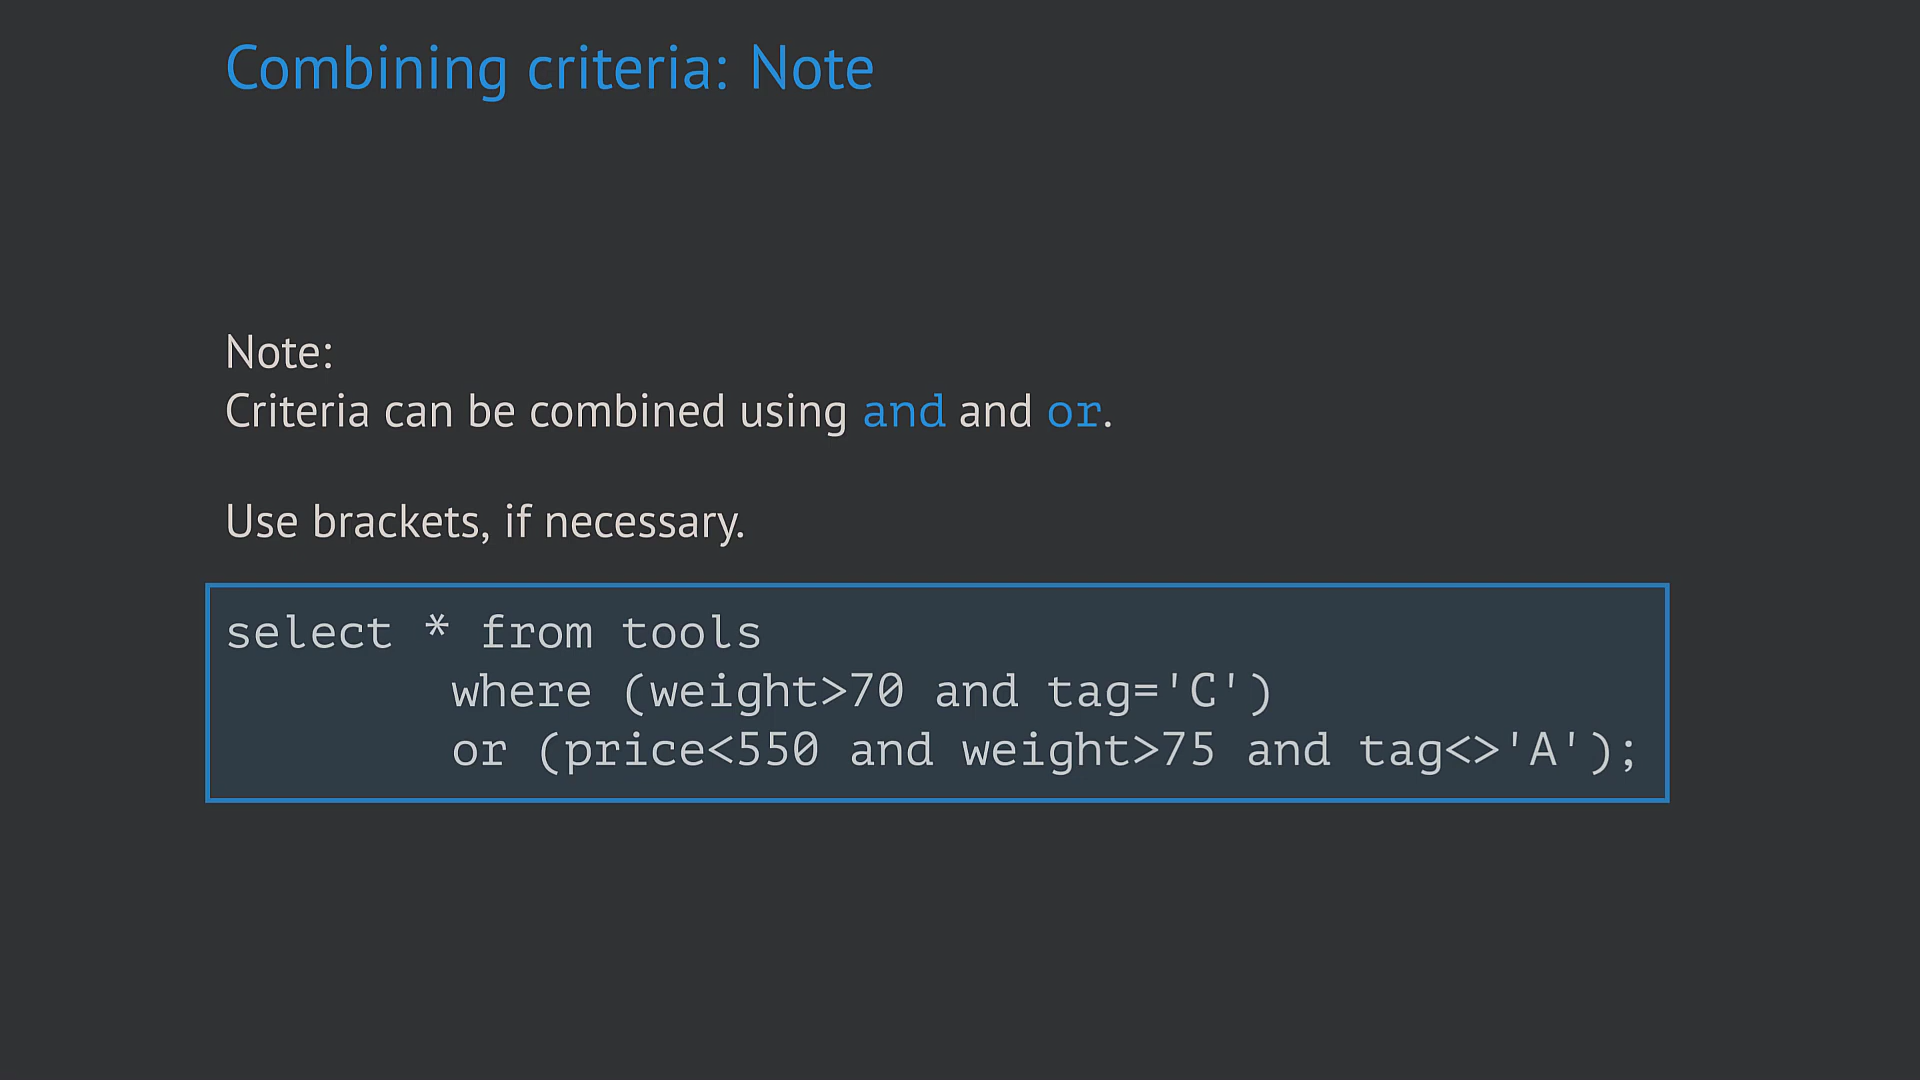 Combining criteria: Note
Note:
Criteria can be combined using and and or.
Use brackets, if necessary.
select * from tools
where (weight>70 and tag='C')
or (price<550 and weight>75 and tag<>'A');